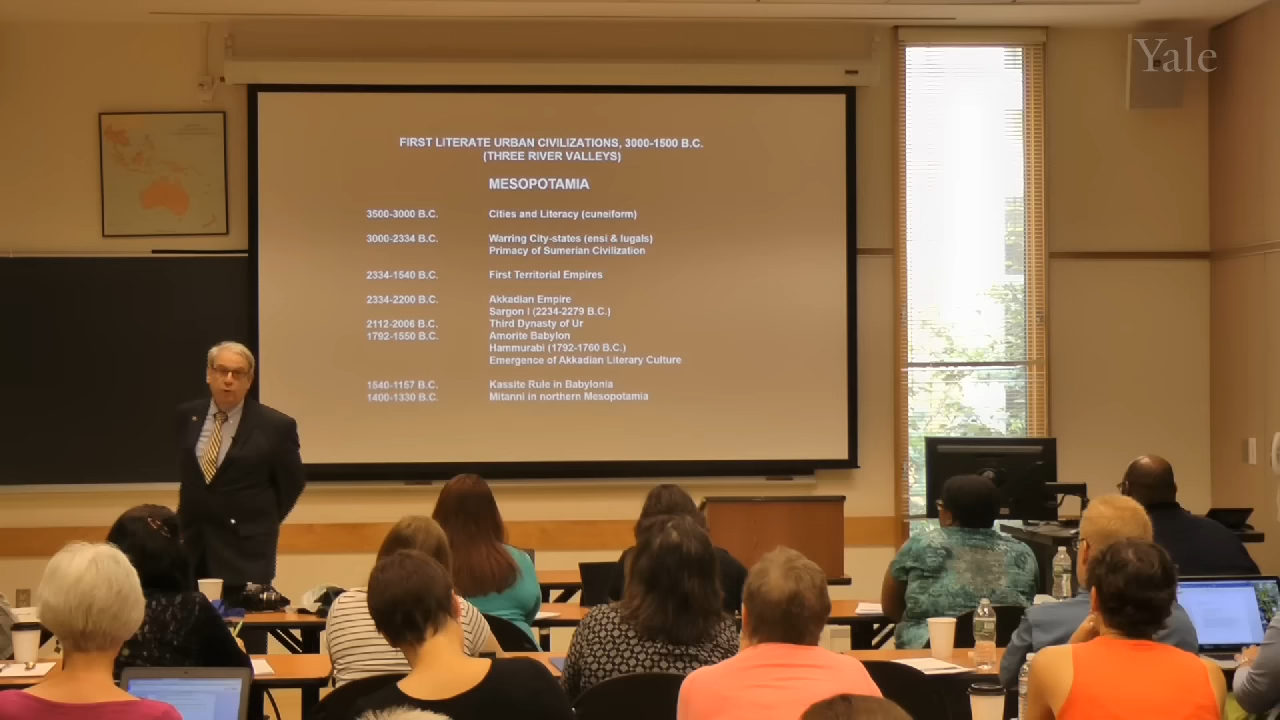 Yale
FIRST LITERATE URBAN CIVILIZATIONS, 3000-1500 B.C.
(THREE RIVER VALLEYS)
MESOPOTAMIA
3500-3000 B.C. Cities and Literacy (cuneiform)
3000-2334 B.C. Warring City-states (ensi & lugals)
Primacy of Sumerian Civilization
2334-1540 B.C. First Territorial Empires
2334-2200 B.C. Akkadian Empire
Sargon I (2234-2279 B.C.)
2112-2006 B.C. Third Dynasty of Ur
1792-1550 B.C. Amorite Babylon
Hammurabi (1792-1760 B.C.)
Emergence of Akkadian Literary Culture
1540-1157 B.C. Kassite Rule in Babylonia
1400-1330 B.C. Mitanni in northern Mesopotamia